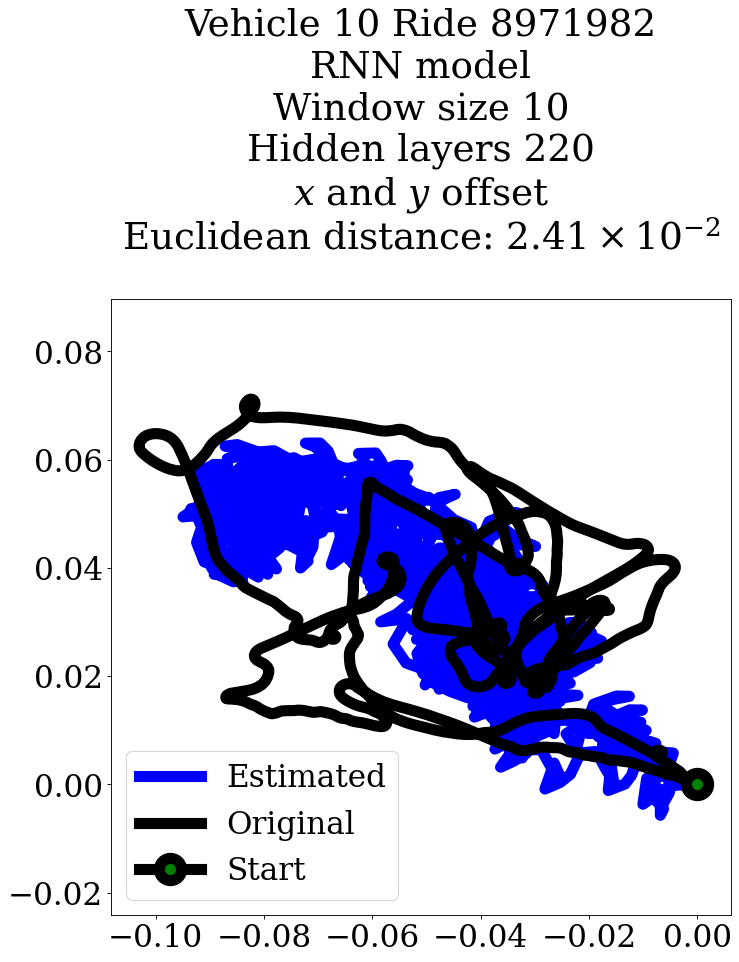 Vehicle 10 Ride 8971982
RNN model
Window size 10
Hidden layers 220
x and y offset
Euclidean distance: 2.41 × 10⁻²
0.08
0.06
0.04
0.02
0.00
−0.02
Estimated
Original
Start
−0.10 −0.08 −0.06 −0.04 −0.02 0.00